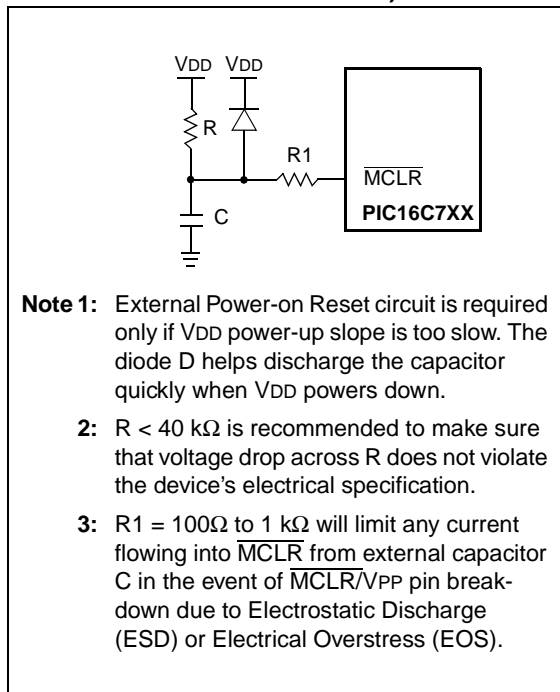 VDD VDD
R
R1
MCLR
C
PIC16C7XX
Note 1: External Power-on Reset circuit is required
only if VDD power-up slope is too slow. The
diode D helps discharge the capacitor
quickly when VDD powers down.
2: R < 40 kΩ is recommended to make sure
that voltage drop across R does not violate
the device's electrical specification.
3: R1 = 100Ω to 1 kΩ will limit any current
flowing into MCLR from external capacitor
C in the event of MCLR/VPP pin break-
down due to Electrostatic Discharge
(ESD) or Electrical Overstress (EOS).